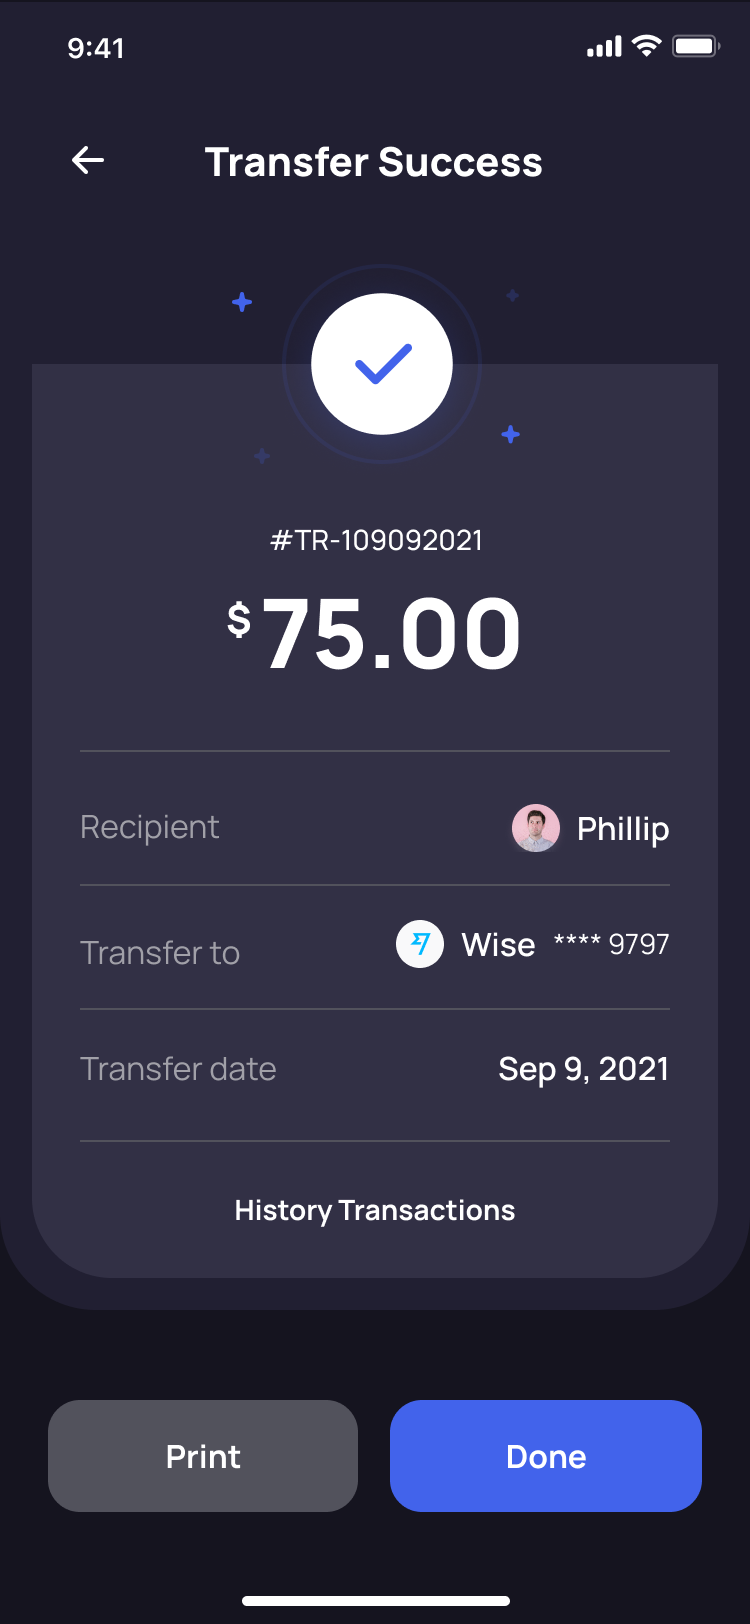 9:41
Transfer Success
#TR-109092021
$75.00
Recipient Phillip
Transfer to Wise **** 9797
Transfer date Sep 9, 2021
History Transactions
Print Done